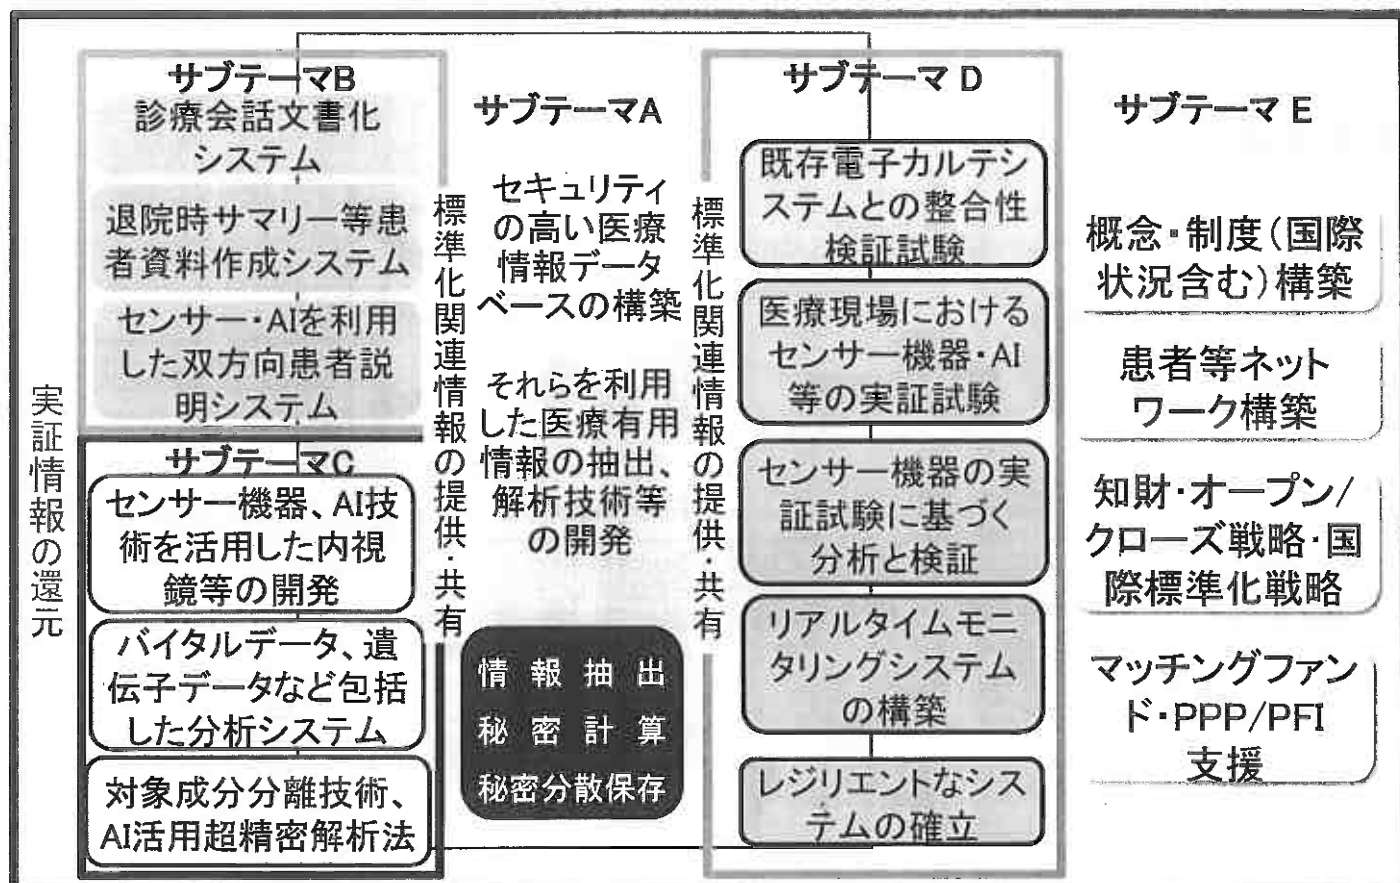 実証情報の還元
サブテーマB
診療会話文書化
システム
退院時サマリー等患
者資料作成システム
センサー・AIを利用
した双方向患者説
明システム
サブテーマC
センサー機器、AI技
術を活用した内視
鏡等の開発
バイタルデータ、遺
伝子データなど包括
した分析システム
対象成分分離技術、
AI活用超精密解析法
標準化関連情報の提供・共有
サブテーマA
セキュリティ
の高い医療
情報データ
ベースの構築
それらを利用
した医療有用
情報の抽出、
解析技術等
の開発
情報抽出
秘密計算
秘密分散保存
標準化関連情報の提供・共有
サブテーマ D
既存電子カルテシ
ステムとの整合性
検証試験
医療現場における
センサー機器・AI
等の実証試験
センサー機器の実
証試験に基づく
分析と検証
リアルタイムモニ
タリングシステム
の構築
レジリエントなシス
テムの確立
サブテーマ E
概念・制度(国際
状況含む)構築
患者等ネット
ワーク構築
知財・オープン/
クローズ戦略・国
際標準化戦略
マッチングファン
ド・PPP/PFI
支援